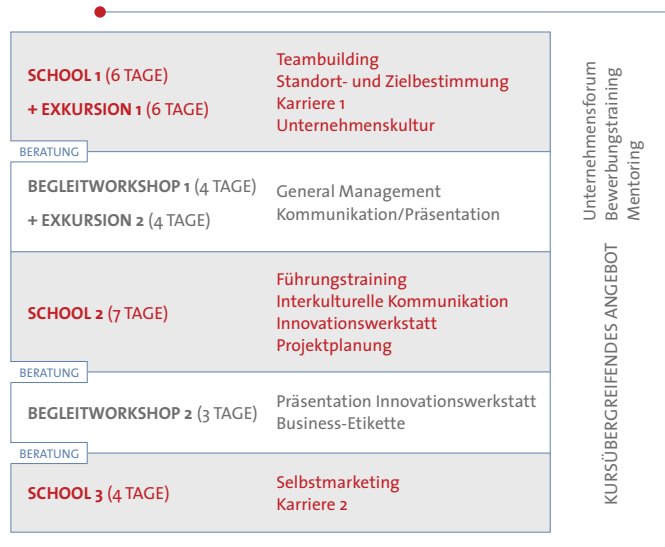 SCHOOL 1 (6 TAGE)
+ EXKURSION 1 (6 TAGE)
Teambuilding
Standort- und Zielbestimmung
Karriere 1
Unternehmenskultur
BERATUNG
BEGLEITWORKSHOP 1 (4 TAGE)
+ EXKURSION 2 (4 TAGE)
General Management
Kommunikation/Präsentation
SCHOOL 2 (7 TAGE)
Führungstraining
Interkulturelle Kommunikation
Innovationswerkstatt
Projektplanung
BERATUNG
BEGLEITWORKSHOP 2 (3 TAGE)
Präsentation Innovationswerkstatt
Business-Etikette
BERATUNG
SCHOOL 3 (4 TAGE)
Selbstmarketing
Karriere 2
KURSÜBERGREIFENDES ANGEBOT
Unternehmensforum
Bewerbungstraining
Mentoring